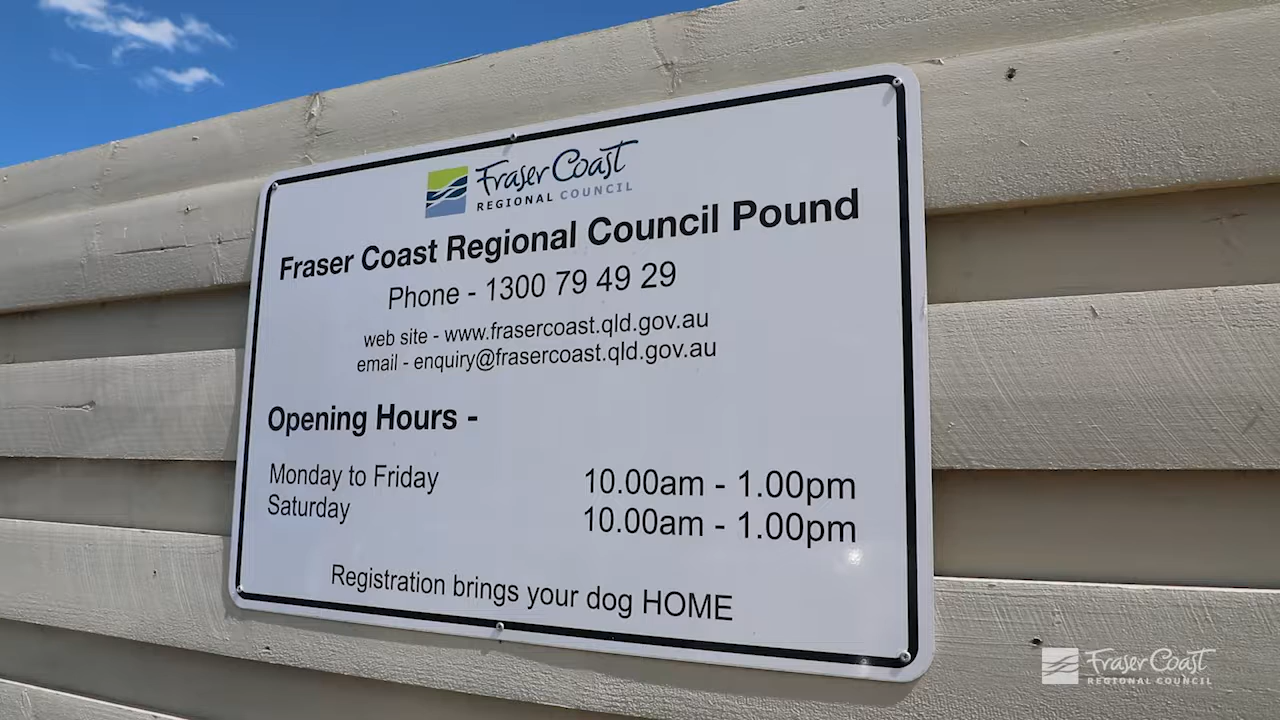 Fraser Coast
REGIONAL COUNCIL
Fraser Coast Regional Council Pound
Phone - 1300 79 49 29
web site - www.frasercoast.qld.gov.au
email - enquiry@frasercoast.qld.gov.au
Opening Hours -
Monday to Friday 10.00am - 1.00pm
Saturday 10.00am - 1.00pm
Registration brings your dog HOME
Fraser Coast
REGIONAL COUNCIL